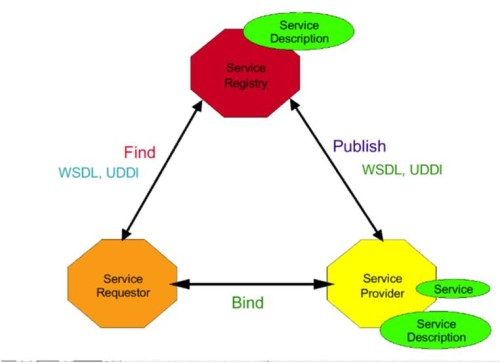 Service
Description
Service
Registry
Find
WSDL, UDDI
Publish
WSDL, UDDI
Service
Requestor
Bind
Service
Provider
Service
Service
Description